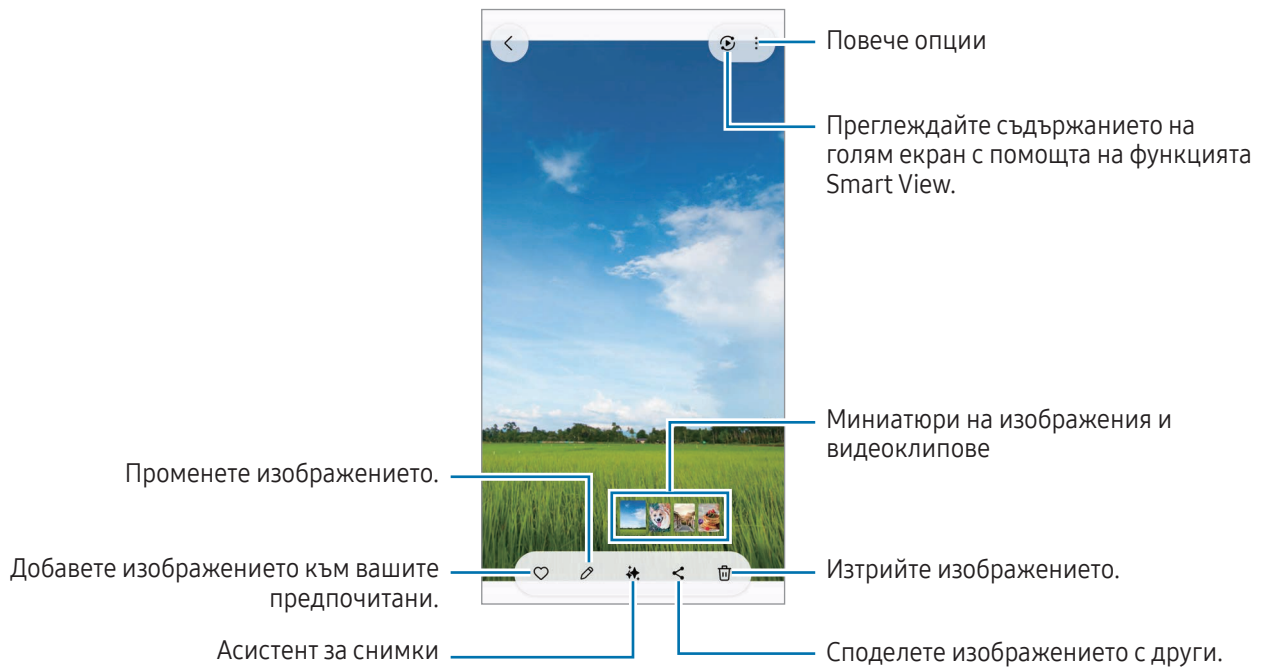 Повече опции
Преглеждайте съдържанието на
голям екран с помощта на функцията
Smart View.
Миниатюри на изображения и
видеоклипове
Променете изображението.
Добавете изображението към вашите
предпочитани.
Изтрийте изображението.
Асистент за снимки
Споделете изображението с други.